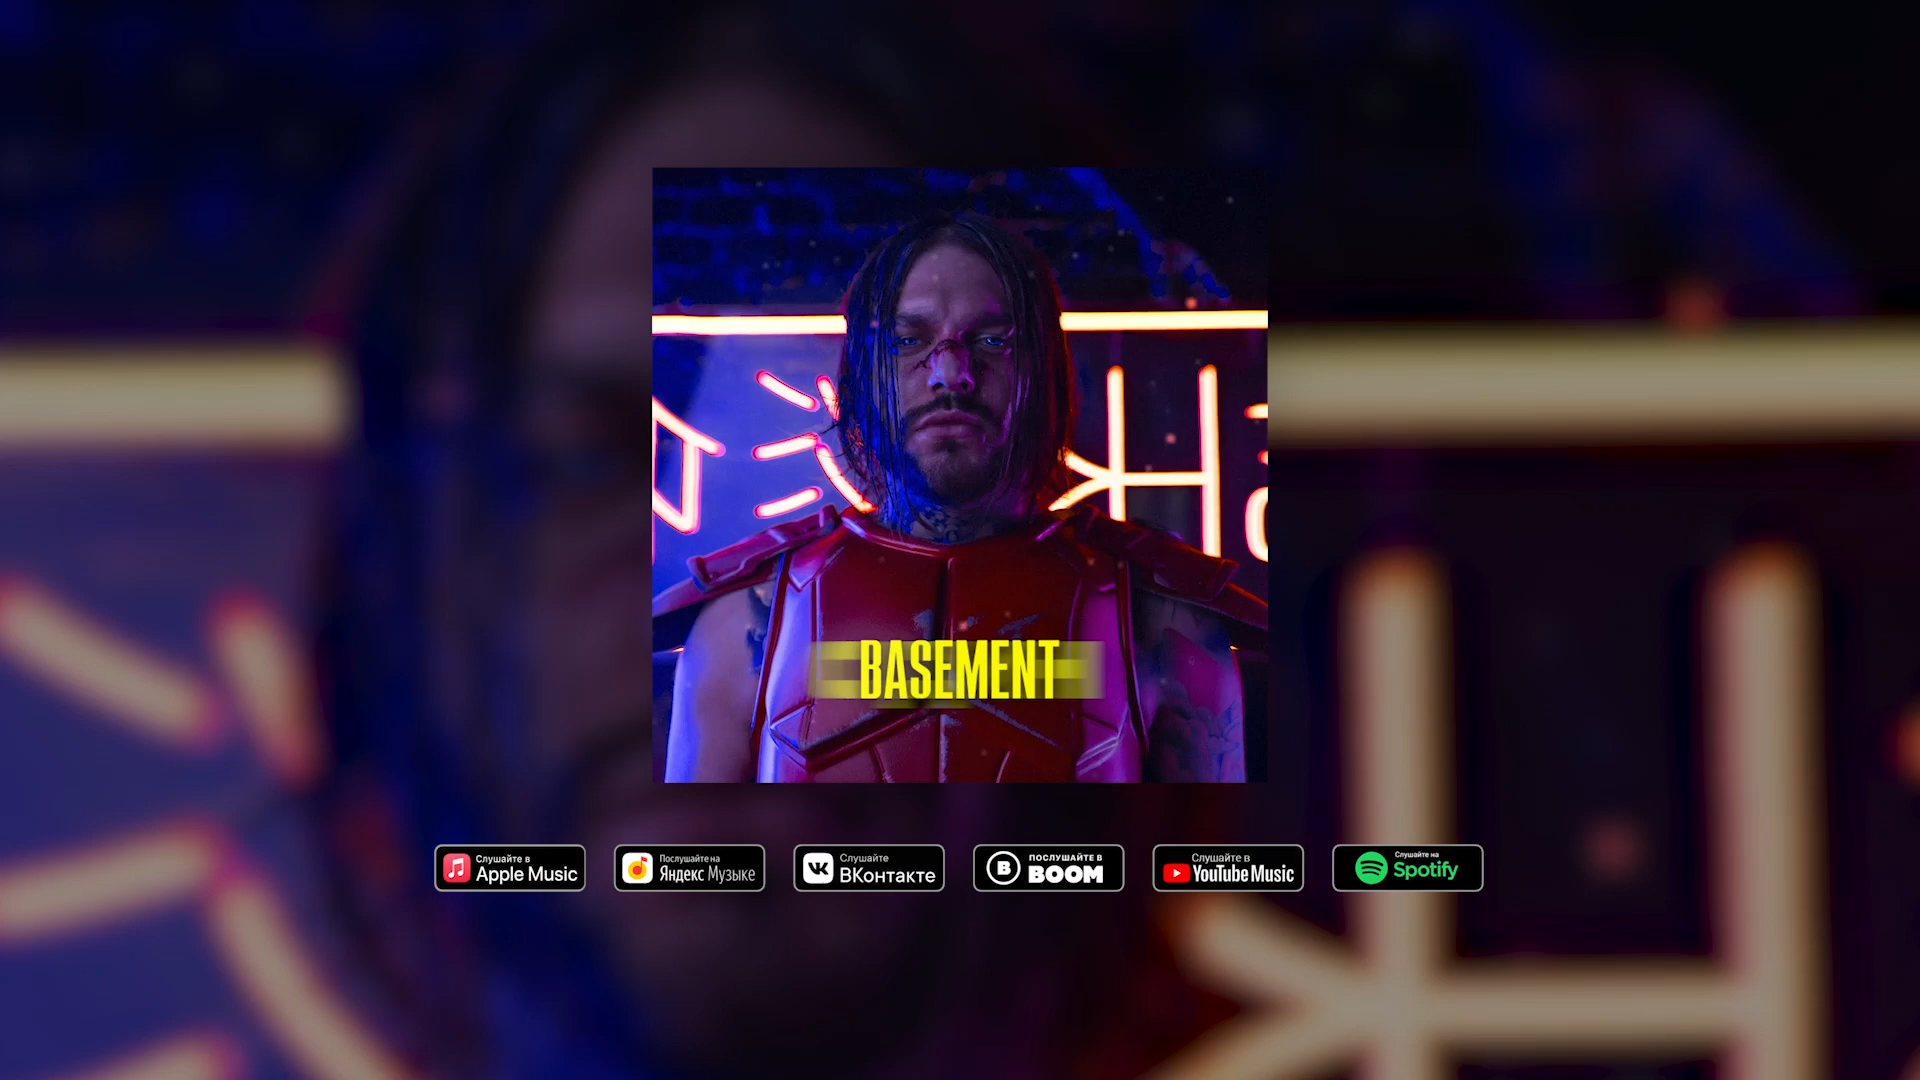 BASEMENT
Слушайте в
Apple Music
Послушайте на
Яндекс Музыке
Слушайте
ВКонтакте
ПОСЛУШАЙТЕ В
BOOM
Слушайте в
YouTube Music
Слушайте на
Spotify